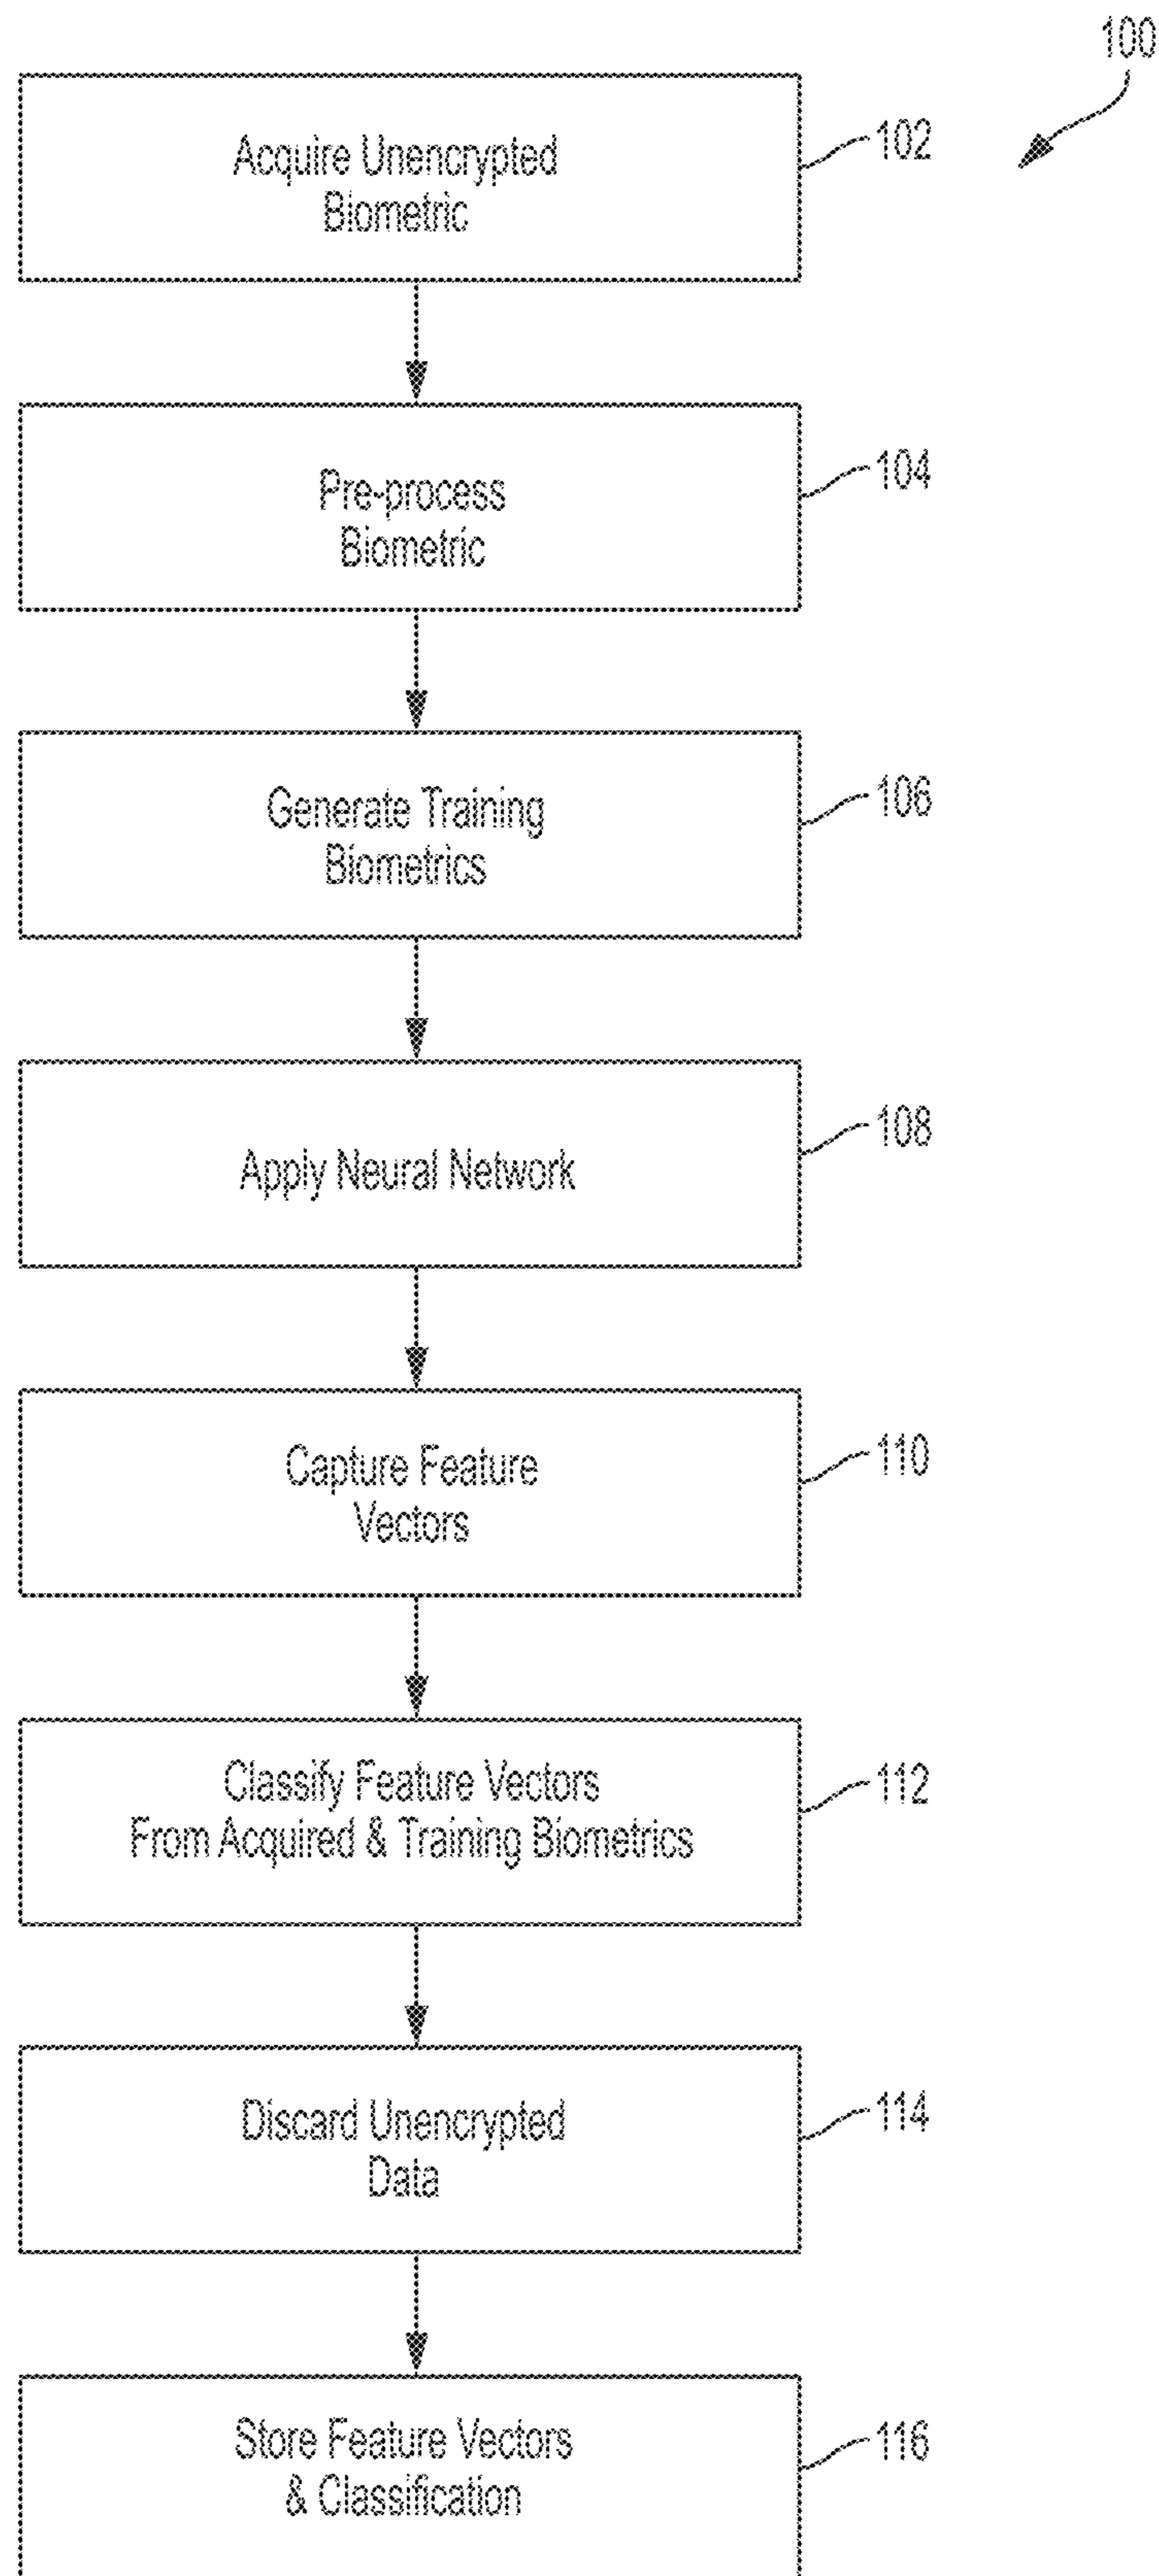 100
Acquire Unencrypted
Biometric
102
Pre-process
Biometric
104
Generate Training
Biometrics
106
Apply Neural Network
108
Capture Feature
Vectors
110
Classify Feature Vectors
From Acquired & Training Biometrics
112
Discard Unencrypted
Data
114
Store Feature Vectors
& Classification
116